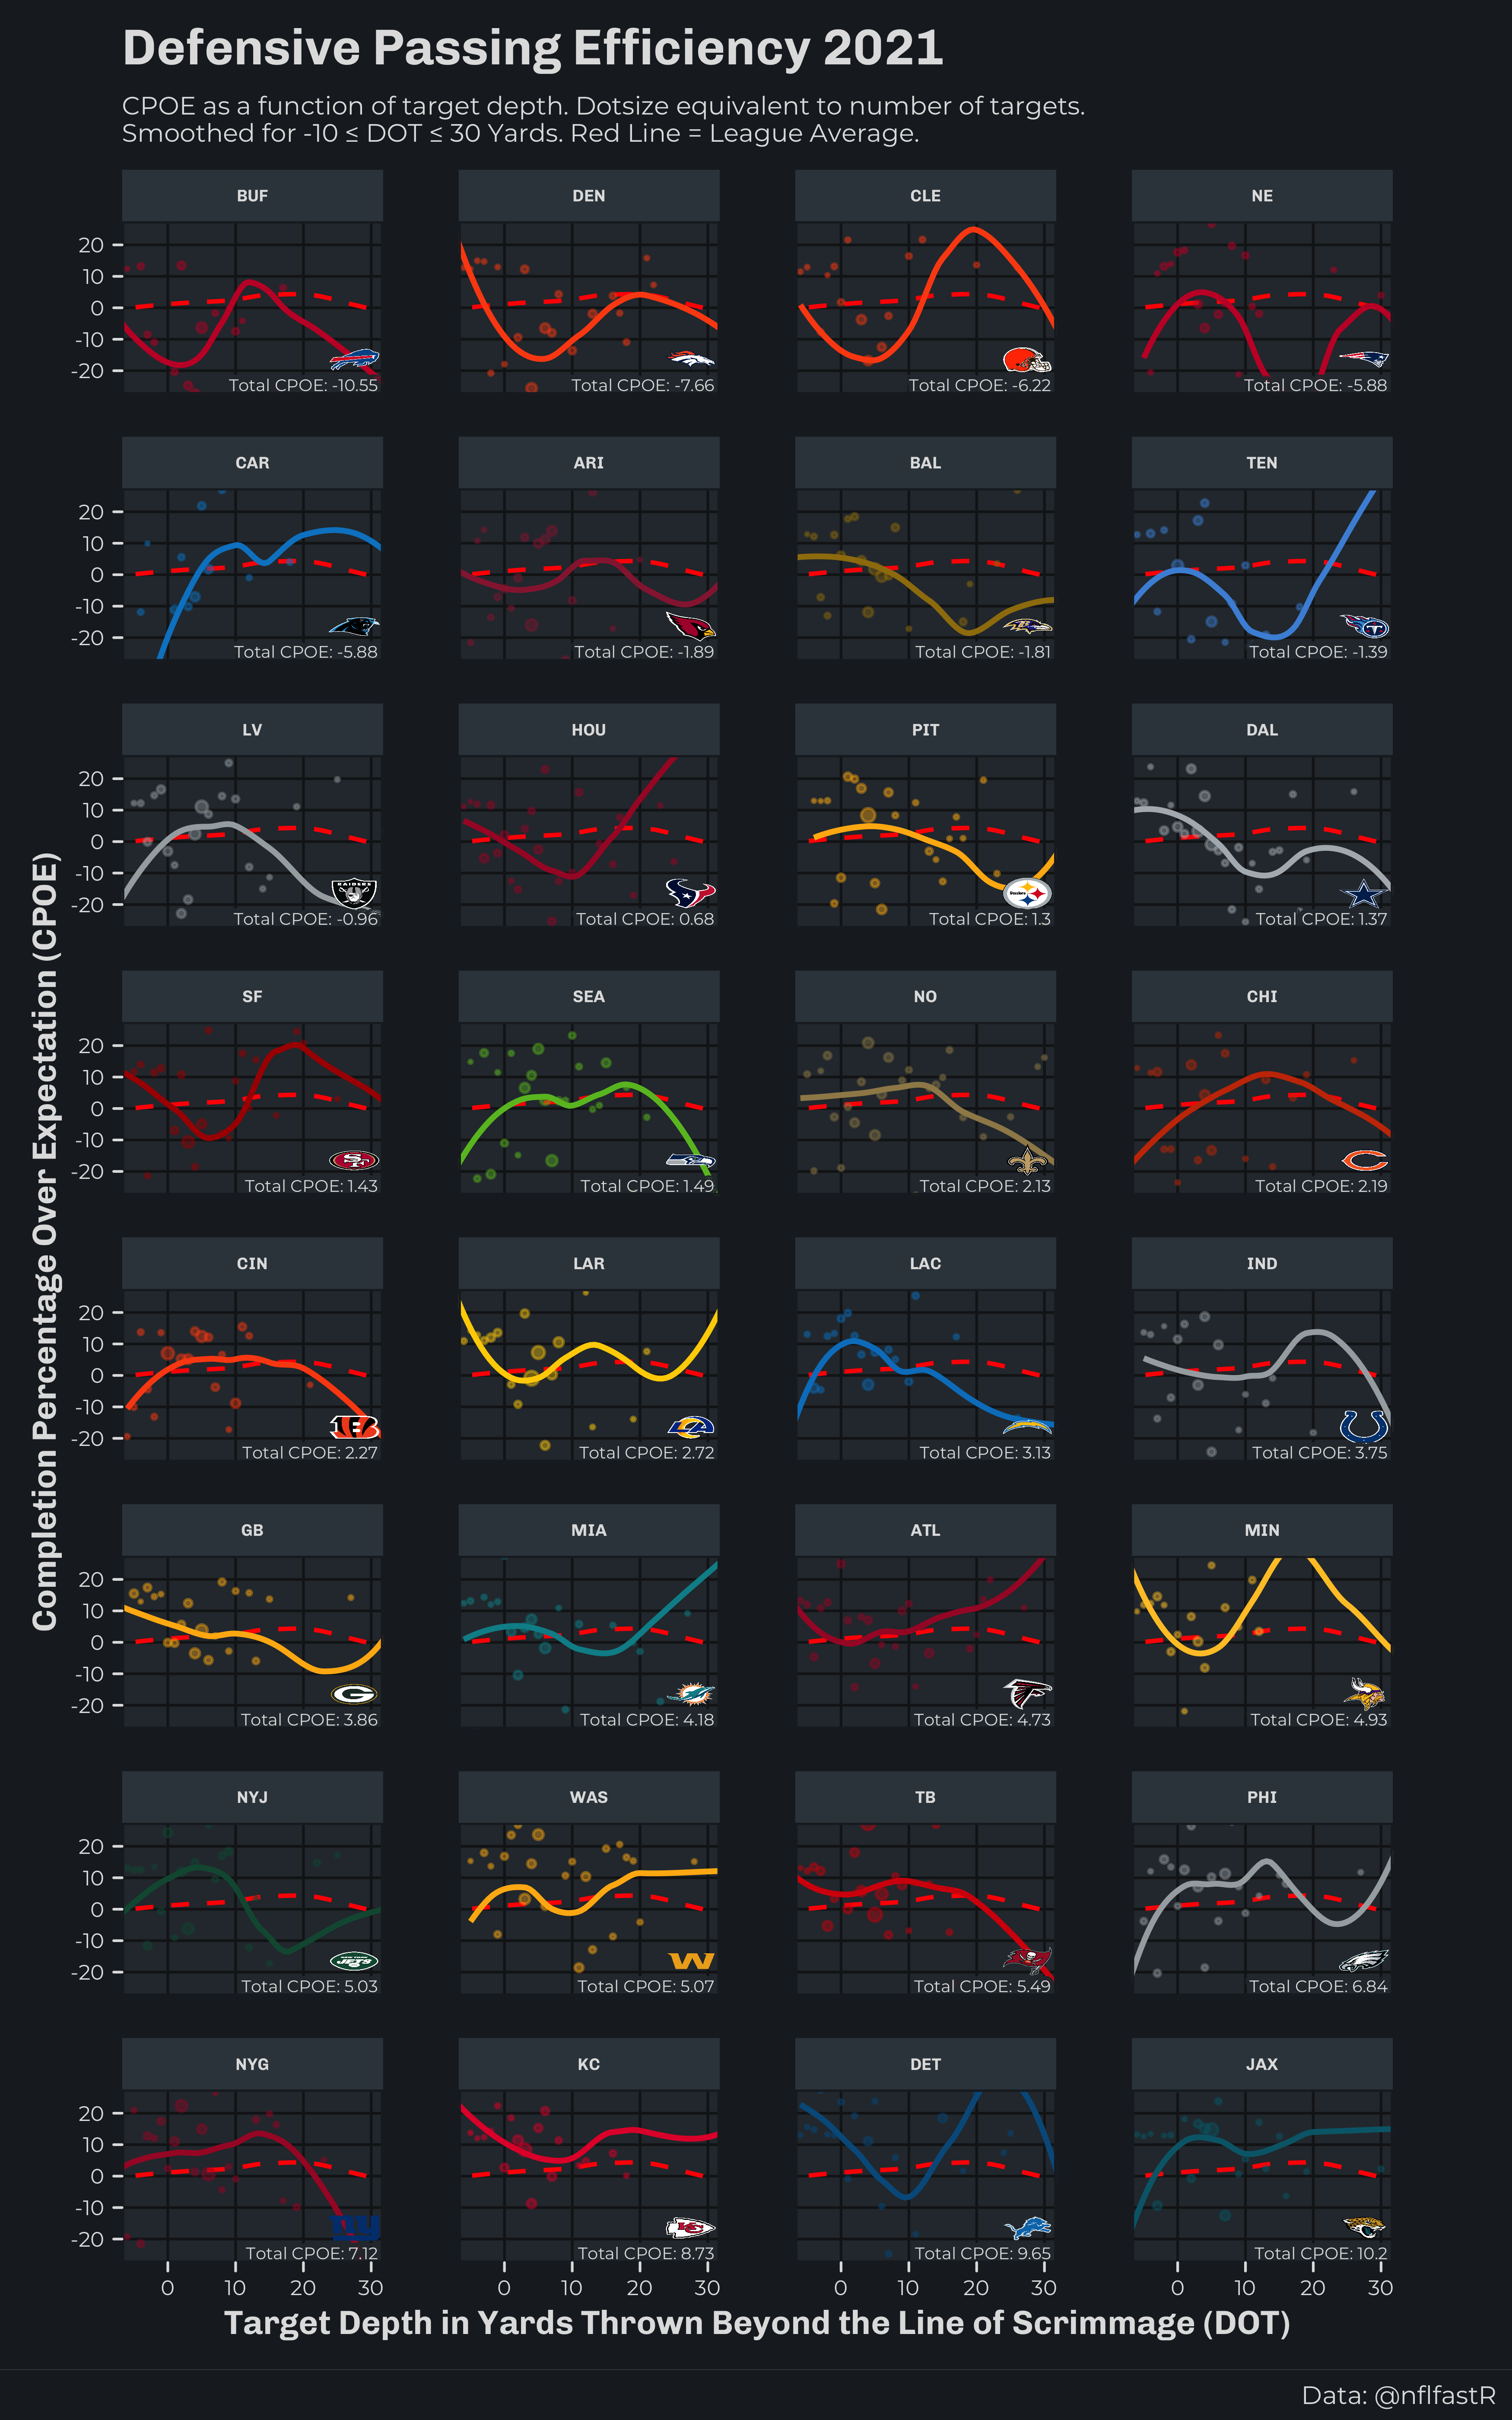 Defensive Passing Efficiency 2021
CPOE as a function of target depth. Dotsize equivalent to number of targets.
Smoothed for -10 ≤ DOT ≤ 30 Yards. Red Line = League Average.
Completion Percentage Over Expectation (CPOE)
BUF DEN CLE NE
20
10
0
-10
-20
Total CPOE: -10.55 Total CPOE: -7.66 Total CPOE: -6.22 Total CPOE: -5.88
CAR ARI BAL TEN
20
10
0
-10
-20
T
Total CPOE: -5.88 Total CPOE: -1.89 Total CPOE: -1.81 Total CPOE: -1.39
LV HOU PIT DAL
20
10
0
-10
RAIDERS Steelers
-20
Total CPOE: -0.96 Total CPOE: 0.68 Total CPOE: 1.3 Total CPOE: 1.37
SF SEA NO CHI
20
10
0
-10
SF C
-20
Total CPOE: 1.43 Total CPOE: 1.49 Total CPOE: 2.13 Total CPOE: 2.19
CIN LAR LAC IND
20
10
0
-10
LA
-20
Total CPOE: 2.27 Total CPOE: 2.72 Total CPOE: 3.13 Total CPOE: 3.75
GB MIA ATL MIN
20
10
0
-10
G
-20
Total CPOE: 3.86 Total CPOE: 4.18 Total CPOE: 4.73 Total CPOE: 4.93
NYJ WAS TB PHI
20
10
0
-10
JETS W
-20
Total CPOE: 5.03 Total CPOE: 5.07 Total CPOE: 5.49 Total CPOE: 6.84
NYG KC DET JAX
20
10
0
-10
ny KC
-20
Total CPOE: 7.12 Total CPOE: 8.73 Total CPOE: 9.65 Total CPOE: 10.2
0 10 20 30 0 10 20 30 0 10 20 30 0 10 20 30
Target Depth in Yards Thrown Beyond the Line of Scrimmage (DOT)
Data: @nflfastR